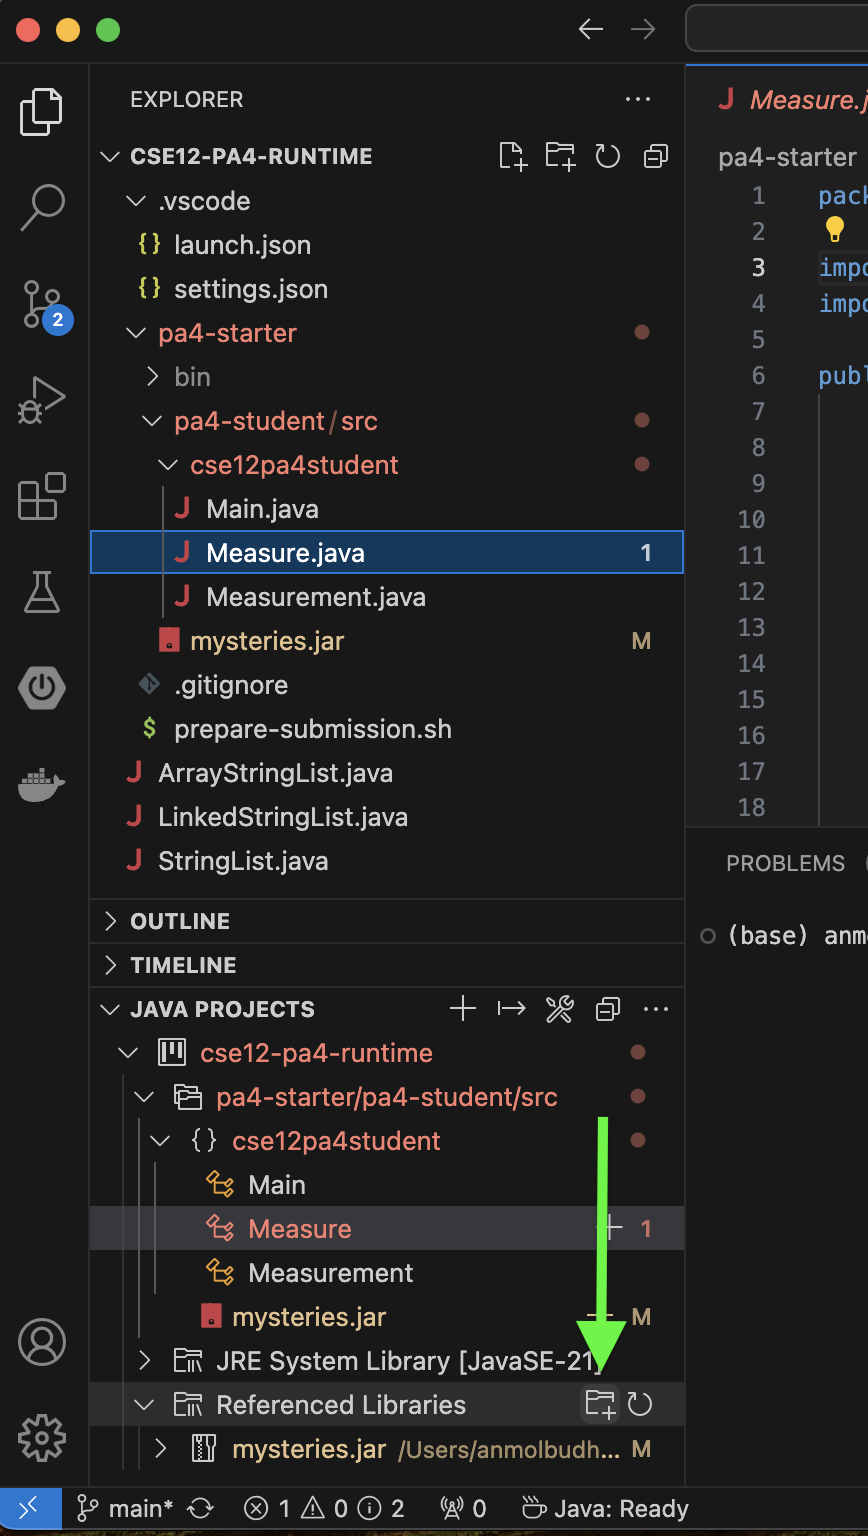 EXPLORER
CSE12-PA4-RUNTIME
.vscode
{} launch.json
{} settings.json
pa4-starter
bin
pa4-student/src
cse12pa4student
J Main.java
J Measure.java 1
J Measurement.java
mysteries.jar M
.gitignore
$ prepare-submission.sh
J ArrayStringList.java
J LinkedStringList.java
J StringList.java
OUTLINE
TIMELINE
JAVA PROJECTS
cse12-pa4-runtime
pa4-starter/pa4-student/src
{} cse12pa4student
Main
Measure 1
Measurement
mysteries.jar M
JRE System Library [JavaSE-21]
Referenced Libraries
mysteries.jar /Users/anmolbudh... M
2
main* 1 0 2 0 Java: Ready
J Measure.j
pa4-starter
1 pack
2
3 impo
4 impo
5
6 publ
7
8
9
10
11
12
13
14
15
16
17
18
PROBLEMS
(base) anm